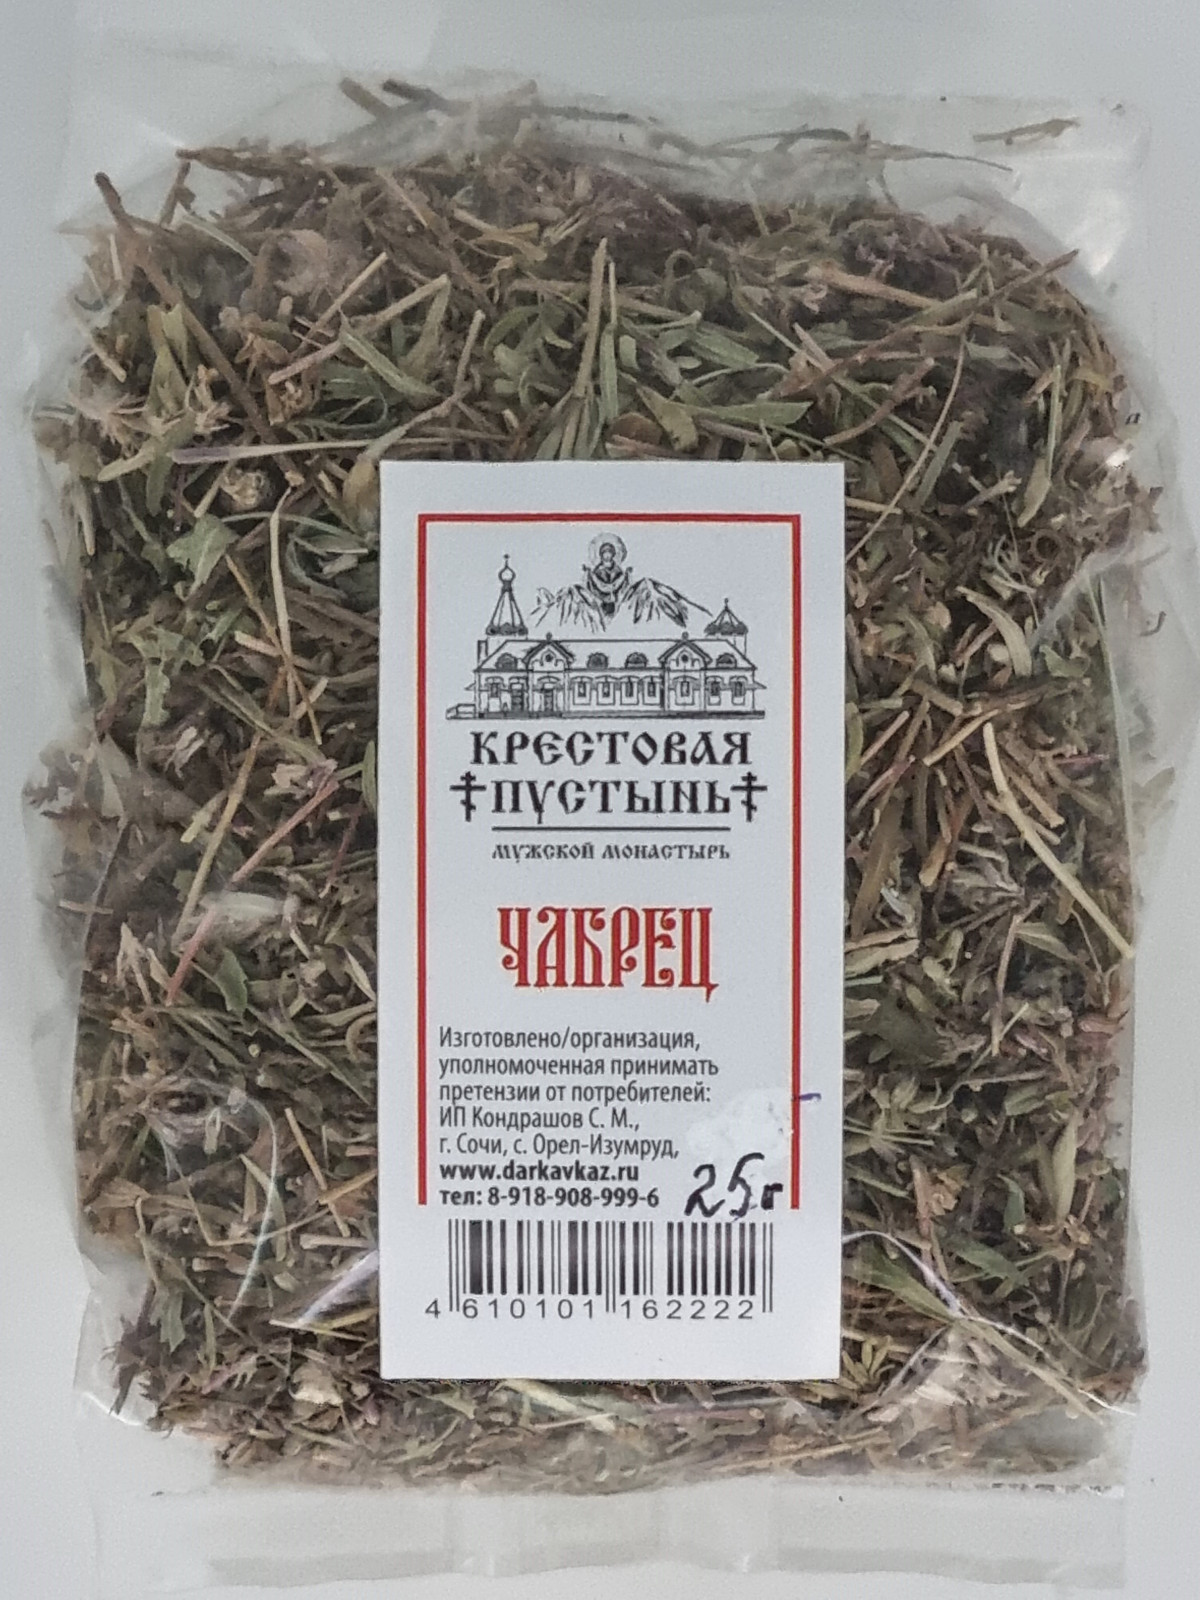 КРЕСТОВАЯ
ПУСТЫНЬ
МУЖСКОЙ МОНАСТЫРЬ
ЧАБРЕЦ
Изготовлено/организация,
уполномоченная принимать
претензии от потребителей:
ИП Кондрашов С. М.,
г. Сочи, с. Орел-Изумруд,
www.darkavkaz.ru
тел: 8-918-908-999-6
25г
4 610101 162222